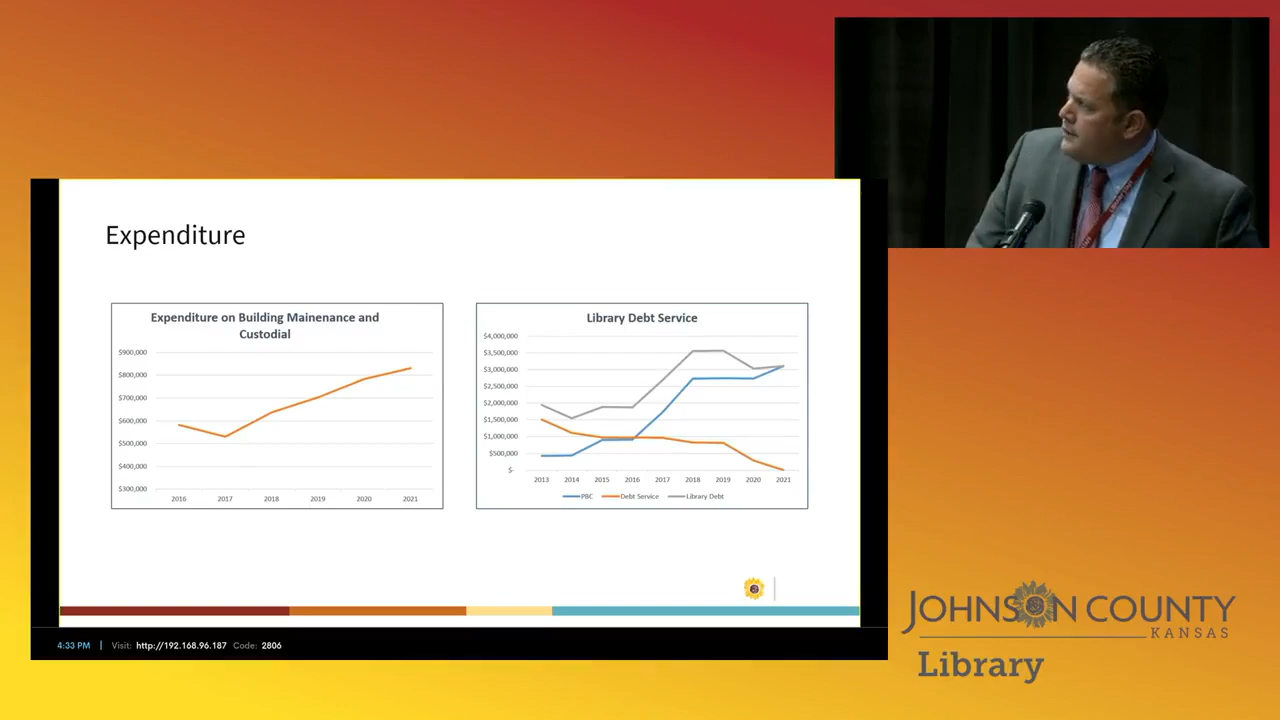 Expenditure
Expenditure on Building Mainenance and
Custodial
$900,000
$800,000
$700,000
$600,000
$500,000
$400,000
$300,000
2016 2017 2018 2019 2020 2021
Library Debt Service
$4,000,000
$3,500,000
$3,000,000
$2,500,000
$2,000,000
$1,500,000
$1,000,000
$500,000
$-
2013 2014 2015 2016 2017 2018 2019 2020 2021
PBC Debt Service Library Debt
4:33 PM | Visit: http://192.168.96.187 Code: 2806
JOHNSON COUNTY
KANSAS
Library